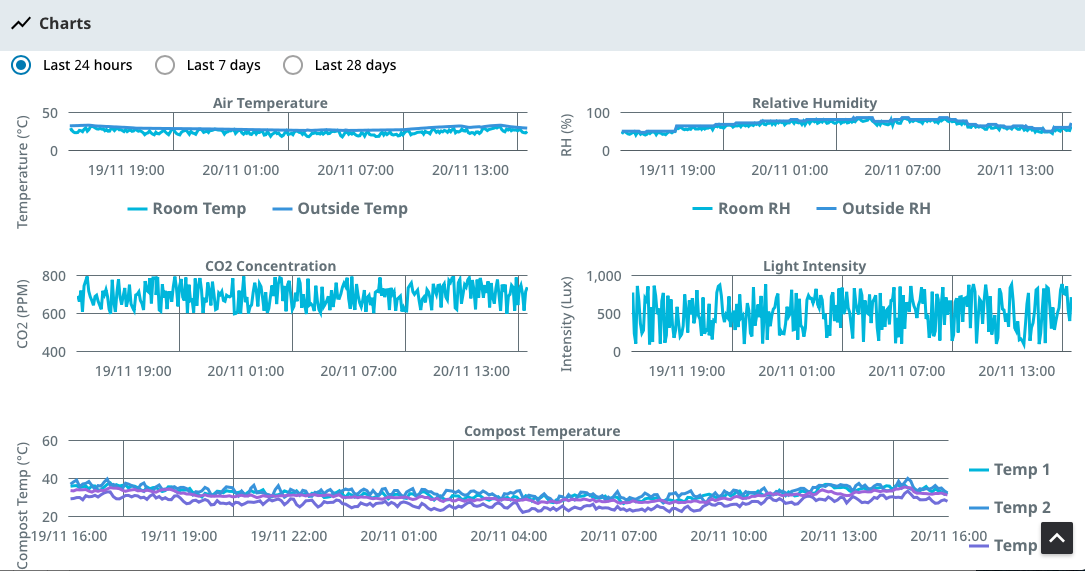 Charts
Last 24 hours
Last 7 days
Last 28 days
Air Temperature
Temperature (°C)
50
0
19/11 19:00
20/11 01:00
20/11 07:00
20/11 13:00
Room Temp
Outside Temp
Relative Humidity
RH (%)
100
0
19/11 19:00
20/11 01:00
20/11 07:00
20/11 13:00
Room RH
Outside RH
CO2 Concentration
CO2 (PPM)
800
600
400
19/11 19:00
20/11 01:00
20/11 07:00
20/11 13:00
Light Intensity
Intensity (Lux)
1,000
500
0
19/11 19:00
20/11 01:00
20/11 07:00
20/11 13:00
Compost Temperature
Compost Temp (°C)
60
40
20
19/11 16:00
19/11 19:00
19/11 22:00
20/11 01:00
20/11 04:00
20/11 07:00
20/11 10:00
20/11 13:00
20/11 16:00
Temp 1
Temp 2
Temp